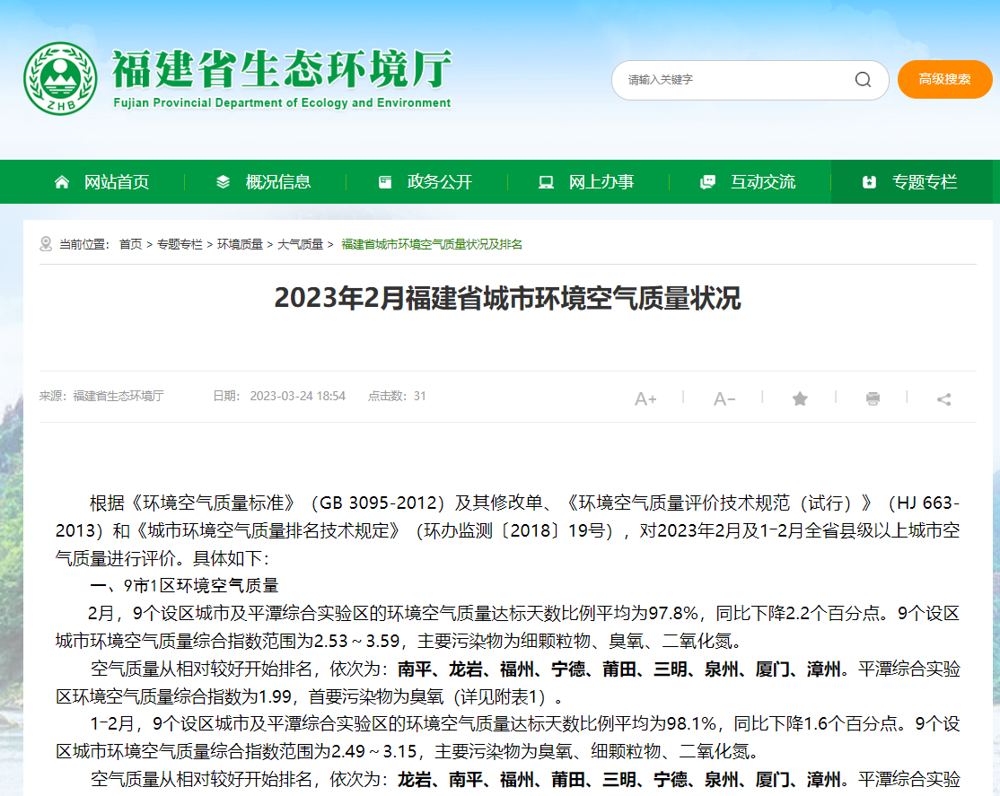 福建省生态环境厅
Fujian Provincial Department of Ecology and Environment
ZHB
请输入关键字
高级搜索
网站首页 概况信息 政务公开 网上办事 互动交流 专题专栏
当前位置： 首页 > 专题专栏 > 环境质量 > 大气质量 > 福建省城市环境空气质量状况及排名
2023年2月福建省城市环境空气质量状况
来源：福建省生态环境厅 日期： 2023-03-24 18:54 点击数：31 A+ A-
根据《环境空气质量标准》（GB 3095-2012）及其修改单、《环境空气质量评价技术规范（试行）》（HJ 663-
2013）和《城市环境空气质量排名技术规定》（环办监测〔2018〕19号），对2023年2月及1-2月全省县级以上城市空
气质量进行评价。具体如下：
一、9市1区环境空气质量
2月，9个设区城市及平潭综合实验区的环境空气质量达标天数比例平均为97.8%，同比下降2.2个百分点。9个设区
城市环境空气质量综合指数范围为2.53～3.59，主要污染物为细颗粒物、臭氧、二氧化氮。
空气质量从相对较好开始排名，依次为：南平、龙岩、福州、宁德、莆田、三明、泉州、厦门、漳州。平潭综合实验
区环境空气质量综合指数为1.99，首要污染物为臭氧（详见附表1）。
1-2月，9个设区城市及平潭综合实验区的环境空气质量达标天数比例平均为98.1%，同比下降1.6个百分点。9个设
区城市环境空气质量综合指数范围为2.49～3.15，主要污染物为臭氧、细颗粒物、二氧化氮。
空气质量从相对较好开始排名，依次为：龙岩、南平、福州、莆田、三明、宁德、泉州、厦门、漳州。平潭综合实验